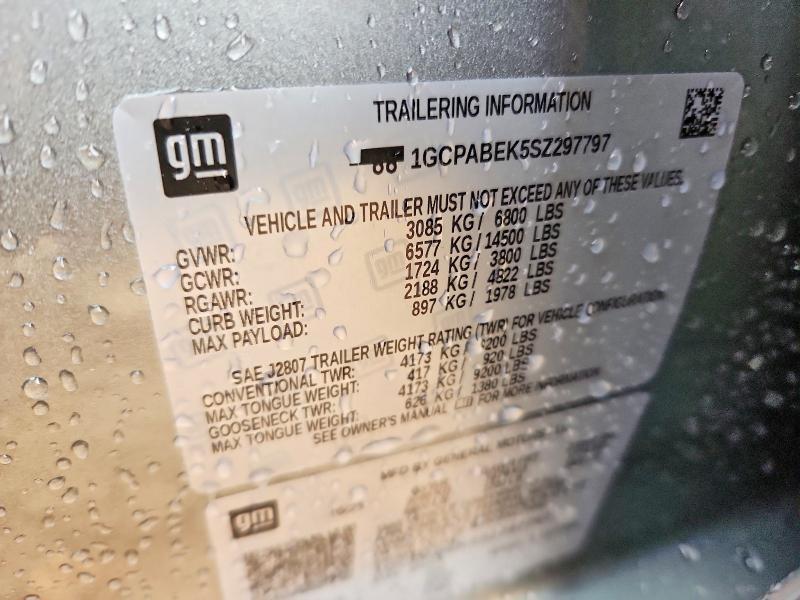 TRAILERING INFORMATION
gm
1GCPABEK5SZ297797
VEHICLE AND TRAILER MUST NOT EXCEED ANY OF THESE VALUES.
GVWR: 3085 KG / 6800 LBS
GCWR: 6577 KG / 14500 LBS
RGAWR: 1724 KG / 3800 LBS
CURB WEIGHT: 2188 KG / 4822 LBS
MAX PAYLOAD: 897 KG / 1978 LBS
SAE J2807 TRAILER WEIGHT RATING (TWR) FOR VEHICLE CONFIGURATION
CONVENTIONAL TWR: 4173 KG / 9200 LBS
MAX TONGUE WEIGHT: 417 KG / 920 LBS
GOOSENECK TWR: 4173 KG / 9200 LBS
MAX TONGUE WEIGHT: 626 KG / 1380 LBS
SEE OWNER'S MANUAL FOR MORE INFORMATION
MFD BY GENERAL MOTORS
gm